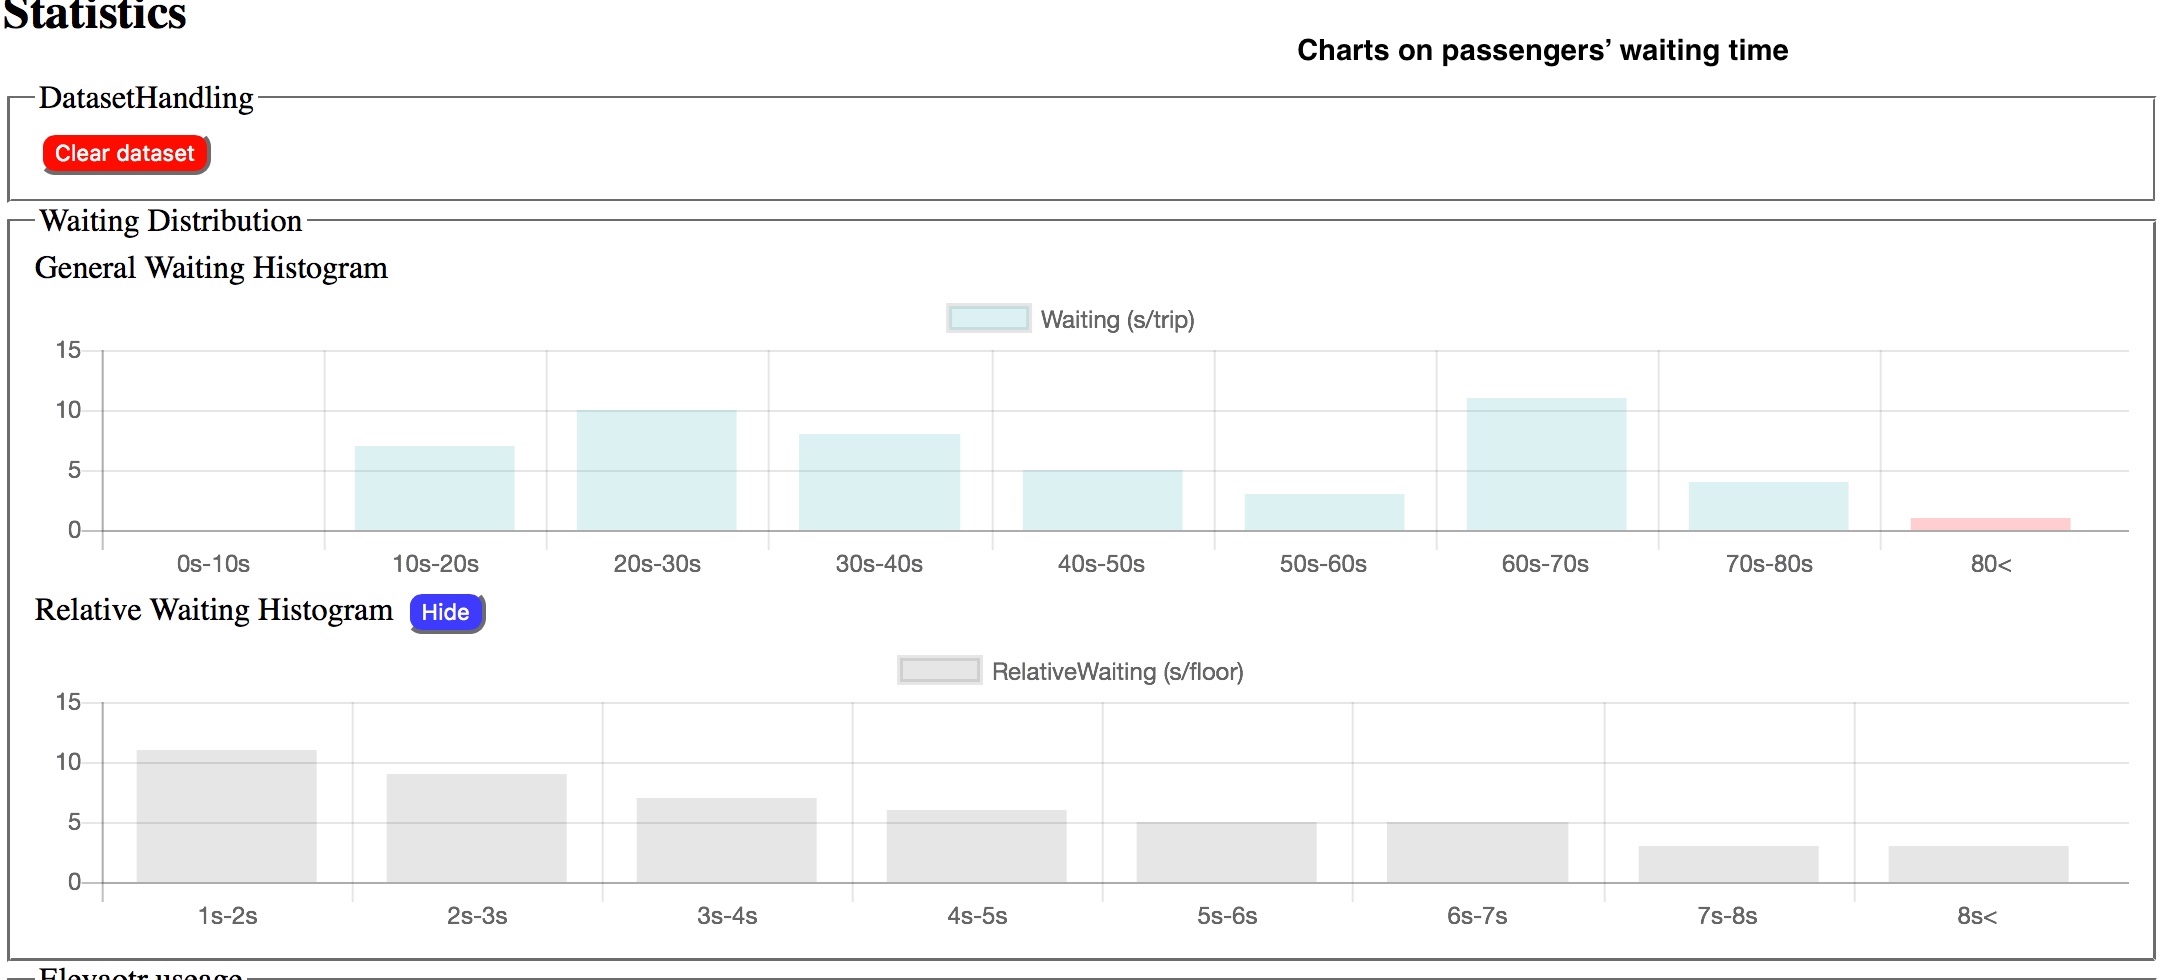 Statistics
Charts on passengers’ waiting time
DatasetHandling
Clear dataset
Waiting Distribution
General Waiting Histogram
Waiting (s/trip)
15
10
5
0
0s-10s 10s-20s 20s-30s 30s-40s 40s-50s 50s-60s 60s-70s 70s-80s 80<
Relative Waiting Histogram Hide
RelativeWaiting (s/floor)
15
10
5
0
1s-2s 2s-3s 3s-4s 4s-5s 5s-6s 6s-7s 7s-8s 8s<
Elevaotr useage